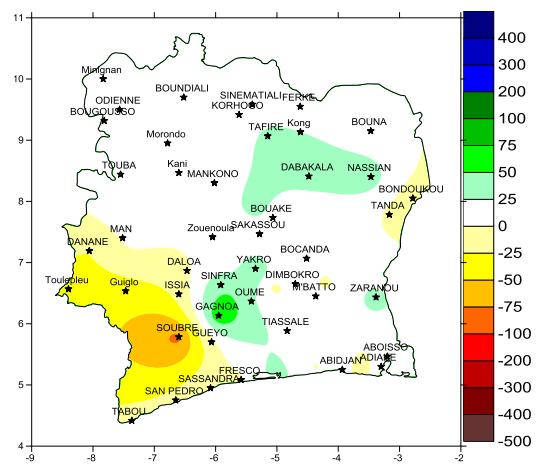 11
10
9
8
7
6
5
4
-9
-8
-7
-6
-5
-4
-3
-2
Minignan
BOUNDIALI
SINEMATIALI
FERKE
ODIENNE
KORHOGO
BOUGOUSSO
TAFIRE
Kong
BOUNA
Morondo
TOUBA
Kani
MANKONO
DABAKALA
NASSIAN
BONDOUKOU
TANDA
BOUAKE
SAKASSOU
Zouenoula
MAN
DANANE
BOCANDA
DALOA
YAKRO
SINFRA
DIMBOKRO
Toulepleu
Guiglo
ISSIA
OUME
MBATTO
ZARANOU
GAGNOA
SOUBRE
GUEYO
TIASSALE
ABOISSO
ABIDJAN
ADIAKE
FRESCO
SASSANDRA
SAN PEDRO
TABOU
400
300
200
100
75
50
25
0
-25
-50
-75
-100
-200
-300
-400
-500